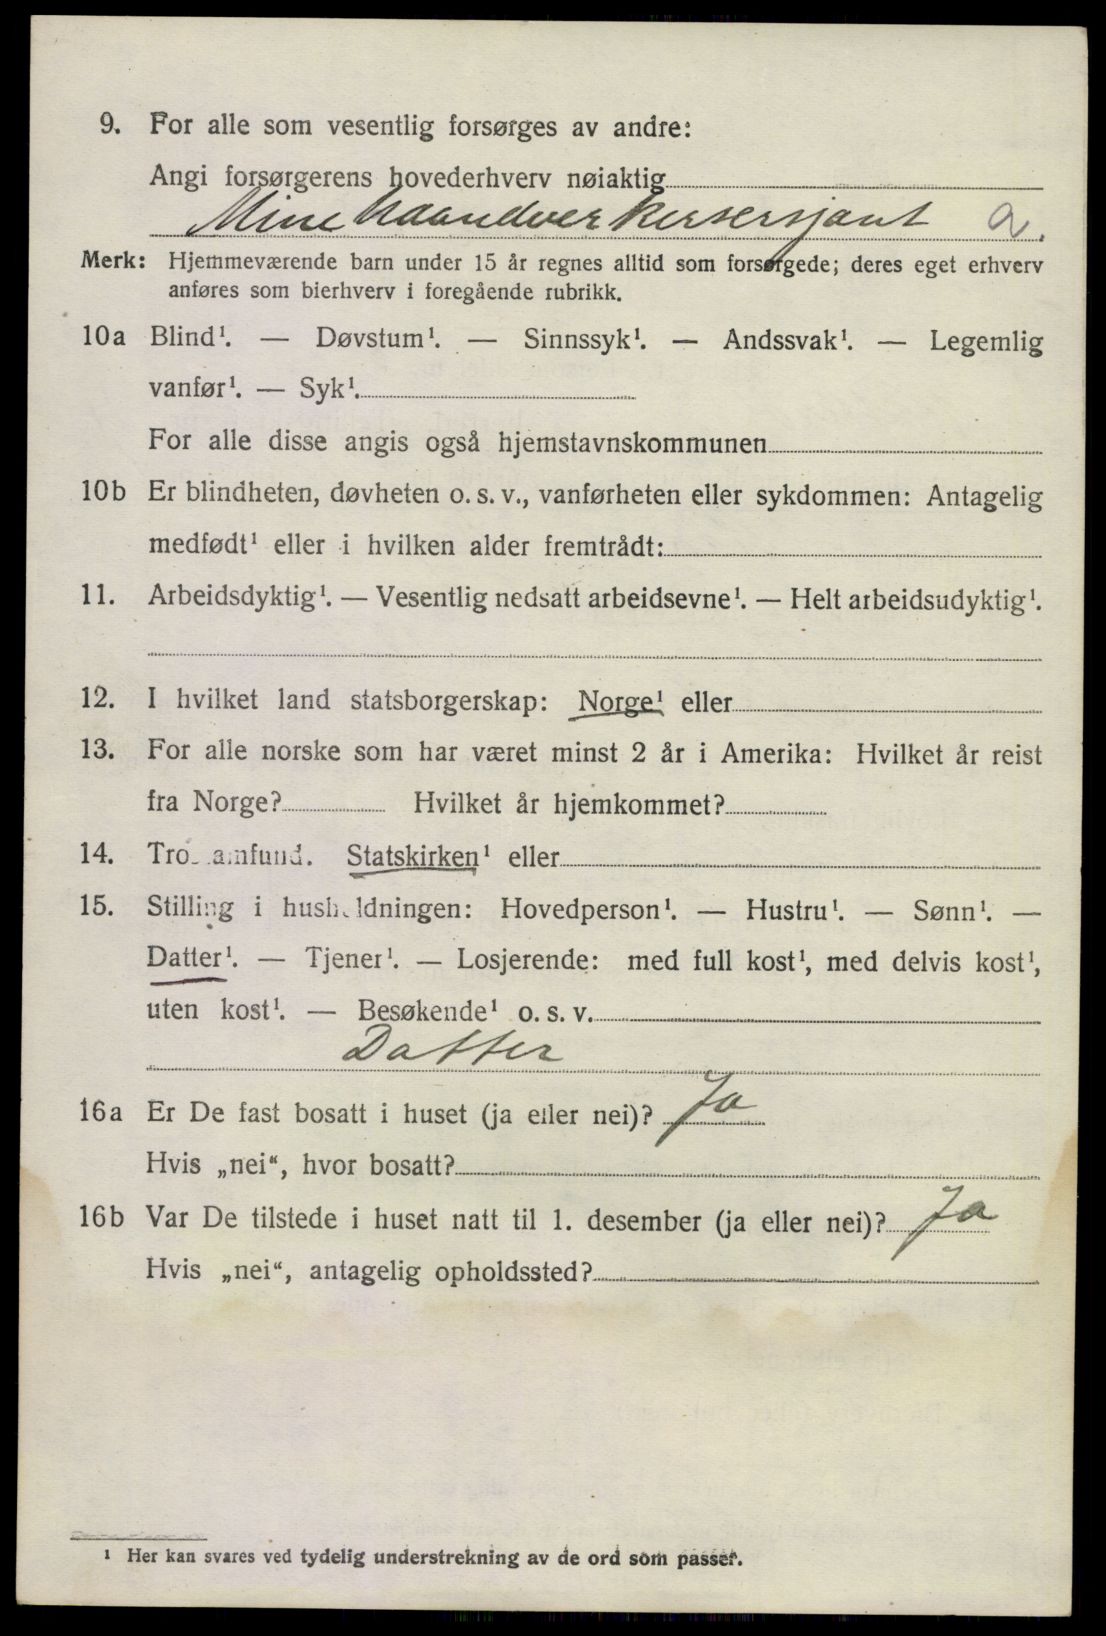 9. For alle som vesentlig forsørges av andre:
Angi forsørgerens hovederhverv nøiaktig
Mine haandverkersersjant a.
Merk: Hjemmeværende barn under 15 år regnes alltid som forsørgede; deres eget erhverv
anføres som bierhverv i foregående rubrikk.
10a Blind¹. — Døvstum¹. — Sinnssyk¹. — Andssvak¹. — Legemlig
vanfør¹. — Syk¹.
For alle disse angis også hjemstavnskommunen
10b Er blindheten, døvheten o. s. v., vanførheten eller sykdommen: Antagelig
medfødt¹ eller i hvilken alder fremtrådt:
11. Arbeidsdyktig¹. — Vesentlig nedsatt arbeidsevne¹. — Helt arbeidsudyktig¹.
12. I hvilket land statsborgerskap: Norge¹ eller
13. For alle norske som har været minst 2 år i Amerika: Hvilket år reist
fra Norge? Hvilket år hjemkommet?
14. Trossamfund. Statskirken¹ eller
15. Stilling i husholdningen: Hovedperson¹. — Hustru¹. — Sønn¹. —
Datter¹. — Tjener¹. — Losjerende: med full kost¹, med delvis kost¹,
uten kost¹. — Besøkende¹ o. s. v.
Datter
16a Er De fast bosatt i huset (ja eller nei)? Ja
Hvis „nei“, hvor bosatt?
16b Var De tilstede i huset natt til 1. desember (ja eller nei)? Ja
Hvis „nei“, antagelig opholdssted?
¹ Her kan svares ved tydelig understrekning av de ord som passer.